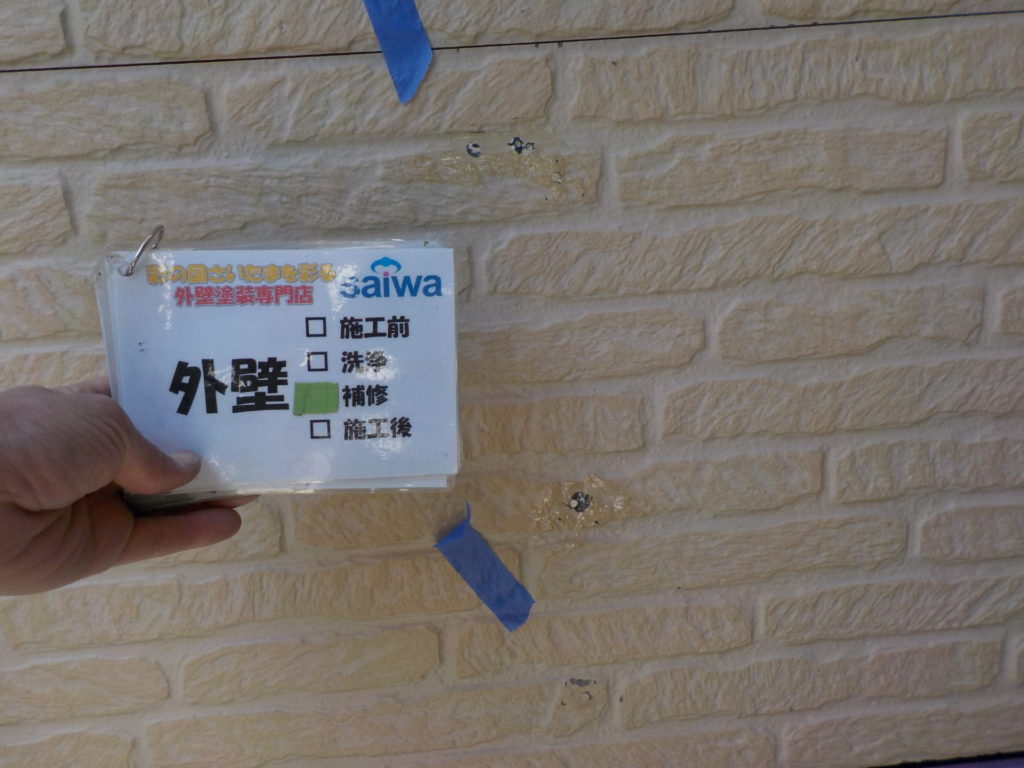 彩の国さいたまを彩る
外壁塗装専門店
saiwa
外壁
□ 施工前
□ 洗浄
補修
□ 施工後